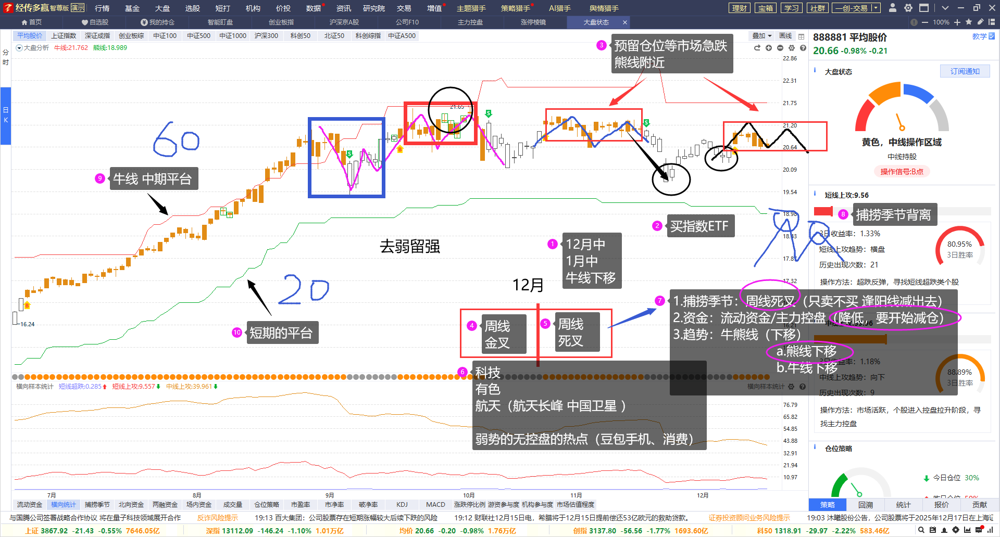 经传多赢 智尊版 演示 行情 基金 大盘 选股 短打 机构 价投 数据 资讯 研究院 交易 增值 主题猎手 策略猎手 AI猎手 舆情猎手 理财 宝箱 学习 社群 一创-交易
首页 自选股 我的持仓 智能盯盘 创业板指 沪深京A股 公司F10 主力控盘 涨停棱镜 大盘状态 100%
平均股价 上证指数 深证成指 创业板综 中证100 中证500 中证1000 沪深300 科创50 北证50 科创综指 中证A500 叠加 画线
888881 平均股价 教学
20.66 -0.98% -0.21
分时
日K
大盘分析 牛线:21.762 熊线:18.989
3 预留仓位等市场急跌
熊线附近
22.86
22.31
21.75
21.20
20.64
20.09
19.54
18.98
18.43
17.87
17.32
16.21
21.65
S
B
S
S
B
60
9 牛线 中期平台
20
10 短期的平台
16.24
去弱留强
12月
1 12月中
1月中
牛线下移
2 买指数ETF
4 周线
金叉
5 周线
死叉
6 科技
有色
航天（航天长峰 中国卫星 ）
弱势的无控盘的热点（豆包手机、消费）
7 1.捕捞季节：周线死叉（只卖不买 逢阳线减出去）
2.资金：流动资金/主力控盘（降低，要开始减仓）
3.趋势：牛熊线（下移）
a.熊线下移
b.牛线下移
8 捕捞季节背离
大盘状态 订阅通知
黄色，中线操作区域
中线持股
操作信号:B点
短线上攻:9.56
3日收益率：1.33%
短线上攻趋势：横盘
历史出现次数：21
80.95%
3日胜率
操作方法：超跌反弹，寻找短线超跌类个股
3日收益率：1.18%
中线上攻趋势：向下
历史出现次数：9
88.89%
3日胜率
操作方法：市场活跃，个股进入控盘拉升阶段，寻
找主力控盘
仓位策略
今日仓位 30%
横向样本统计 短线超跌:0.285 短线上攻:9.557 中线上攻:39.961
横向样本统计
76.79
65.82
54.85
43.88
32.91
21.94
10.97
7月 8月 9月 10月 11月 12月
流动资金 横向统计 捕捞季节 北向资金 两融资金 场内资金 成交量 仓位策略 市盈率 市净率 破净率 KDJ MACD 涨跌停比例 游资参与度 机构参与度 市场估值程度
策略 回溯 统计 报价 贡献
与国腾公司签署战略合作协议 将在量子科技领域展开合作 反诈风险提示 19:13 百大集团：公司股票存在短期涨幅较大后续下跌的风险 19:12 财联社12月15日电，希腊将于12月15日提前偿还53亿欧元的救助贷款。 证券投资顾问业务风险提示 19:03 沐曦股份公告，公司股票将于2025年12月17日在上海证
上证 3867.92 -21.43 -0.55% 7646.05亿 深指 13112.09 -146.24 -1.10% 1.01万亿 均价 20.66 -0.20 -0.98% 1.76万亿 创指 3137.80 -56.56 -1.77% 1693.60亿 科50 1318.91 -29.97 -2.22% 583.46亿